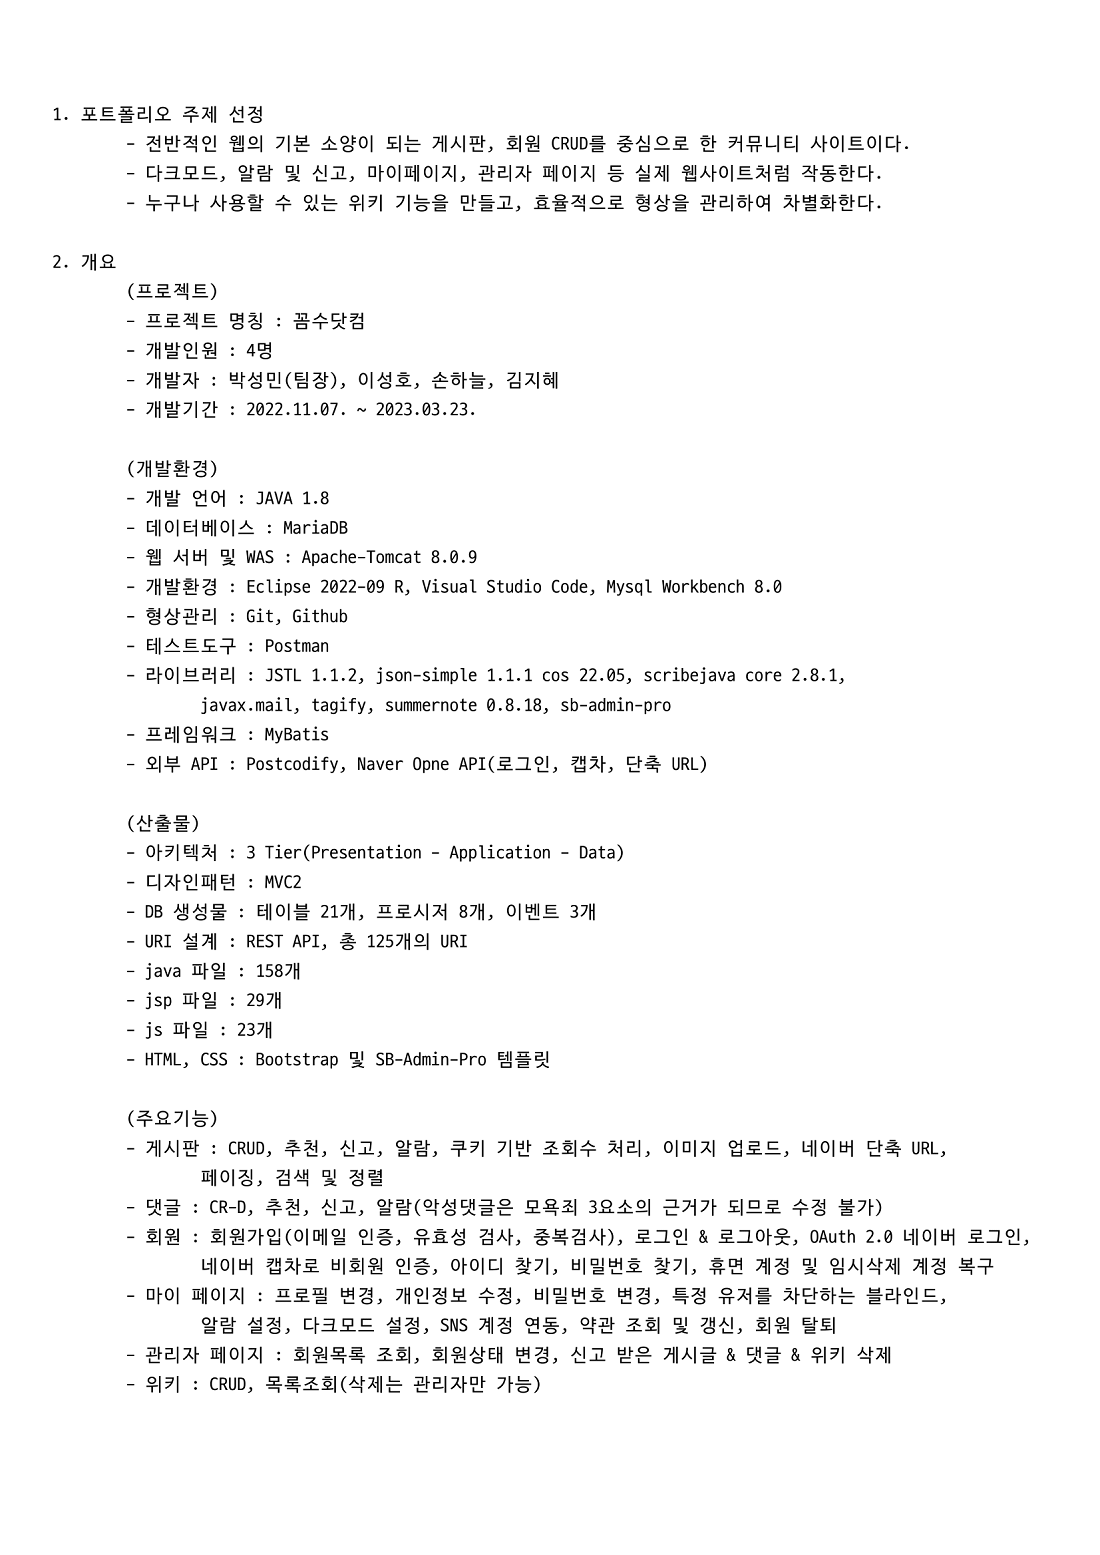 1. 포트폴리오 주제 선정
- 전반적인 웹의 기본 소양이 되는 게시판, 회원 CRUD를 중심으로 한 커뮤니티 사이트이다.
- 다크모드, 알람 및 신고, 마이페이지, 관리자 페이지 등 실제 웹사이트처럼 작동한다.
- 누구나 사용할 수 있는 위키 기능을 만들고, 효율적으로 형상을 관리하여 차별화한다.
2. 개요
(프로젝트)
- 프로젝트 명칭 : 꼼수닷컴
- 개발인원 : 4명
- 개발자 : 박성민(팀장), 이성호, 손하늘, 김지혜
- 개발기간 : 2022.11.07. ~ 2023.03.23.
(개발환경)
- 개발 언어 : JAVA 1.8
- 데이터베이스 : MariaDB
- 웹 서버 및 WAS : Apache-Tomcat 8.0.9
- 개발환경 : Eclipse 2022-09 R, Visual Studio Code, Mysql Workbench 8.0
- 형상관리 : Git, Github
- 테스트도구 : Postman
- 라이브러리 : JSTL 1.1.2, json-simple 1.1.1 cos 22.05, scribejava core 2.8.1,
javax.mail, tagify, summernote 0.8.18, sb-admin-pro
- 프레임워크 : MyBatis
- 외부 API : Postcodify, Naver Opne API(로그인, 캡차, 단축 URL)
(산출물)
- 아키텍처 : 3 Tier(Presentation - Application - Data)
- 디자인패턴 : MVC2
- DB 생성물 : 테이블 21개, 프로시저 8개, 이벤트 3개
- URI 설계 : REST API, 총 125개의 URI
- java 파일 : 158개
- jsp 파일 : 29개
- js 파일 : 23개
- HTML, CSS : Bootstrap 및 SB-Admin-Pro 템플릿
(주요기능)
- 게시판 : CRUD, 추천, 신고, 알람, 쿠키 기반 조회수 처리, 이미지 업로드, 네이버 단축 URL,
페이징, 검색 및 정렬
- 댓글 : CR-D, 추천, 신고, 알람(악성댓글은 모욕죄 3요소의 근거가 되므로 수정 불가)
- 회원 : 회원가입(이메일 인증, 유효성 검사, 중복검사), 로그인 & 로그아웃, OAuth 2.0 네이버 로그인,
네이버 캡차로 비회원 인증, 아이디 찾기, 비밀번호 찾기, 휴면 계정 및 임시삭제 계정 복구
- 마이 페이지 : 프로필 변경, 개인정보 수정, 비밀번호 변경, 특정 유저를 차단하는 블라인드,
알람 설정, 다크모드 설정, SNS 계정 연동, 약관 조회 및 갱신, 회원 탈퇴
- 관리자 페이지 : 회원목록 조회, 회원상태 변경, 신고 받은 게시글 & 댓글 & 위키 삭제
- 위키 : CRUD, 목록조회(삭제는 관리자만 가능)